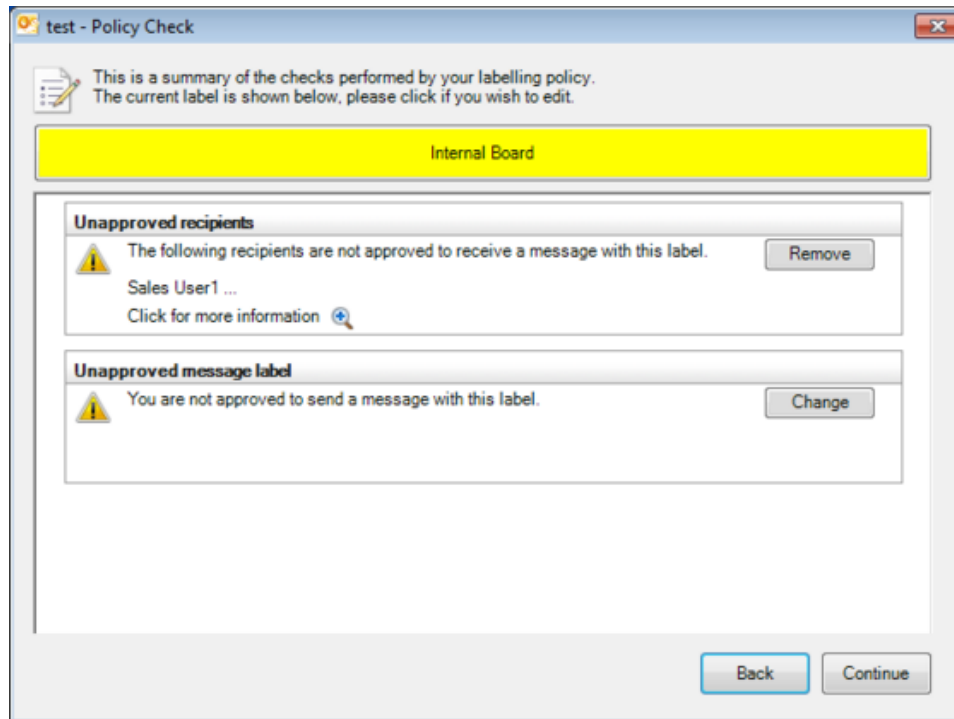 test - Policy Check
This is a summary of the checks performed by your labelling policy.
The current label is shown below, please click if you wish to edit.
Internal Board
Unapproved recipients
The following recipients are not approved to receive a message with this label.
Remove
Sales User1 ...
Click for more information
Unapproved message label
You are not approved to send a message with this label.
Change
Back
Continue